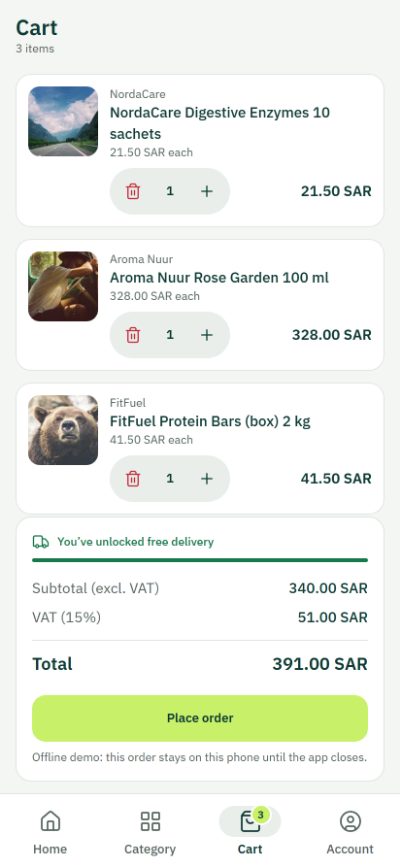 Cart
3 items
NordaCare
NordaCare Digestive Enzymes 10
sachets
21.50 SAR each
1
21.50 SAR
Aroma Nuur
Aroma Nuur Rose Garden 100 ml
328.00 SAR each
1
328.00 SAR
FitFuel
FitFuel Protein Bars (box) 2 kg
41.50 SAR each
1
41.50 SAR
You've unlocked free delivery
Subtotal (excl. VAT) 340.00 SAR
VAT (15%) 51.00 SAR
Total 391.00 SAR
Place order
Offline demo: this order stays on this phone until the app closes.
3
Home Category Cart Account